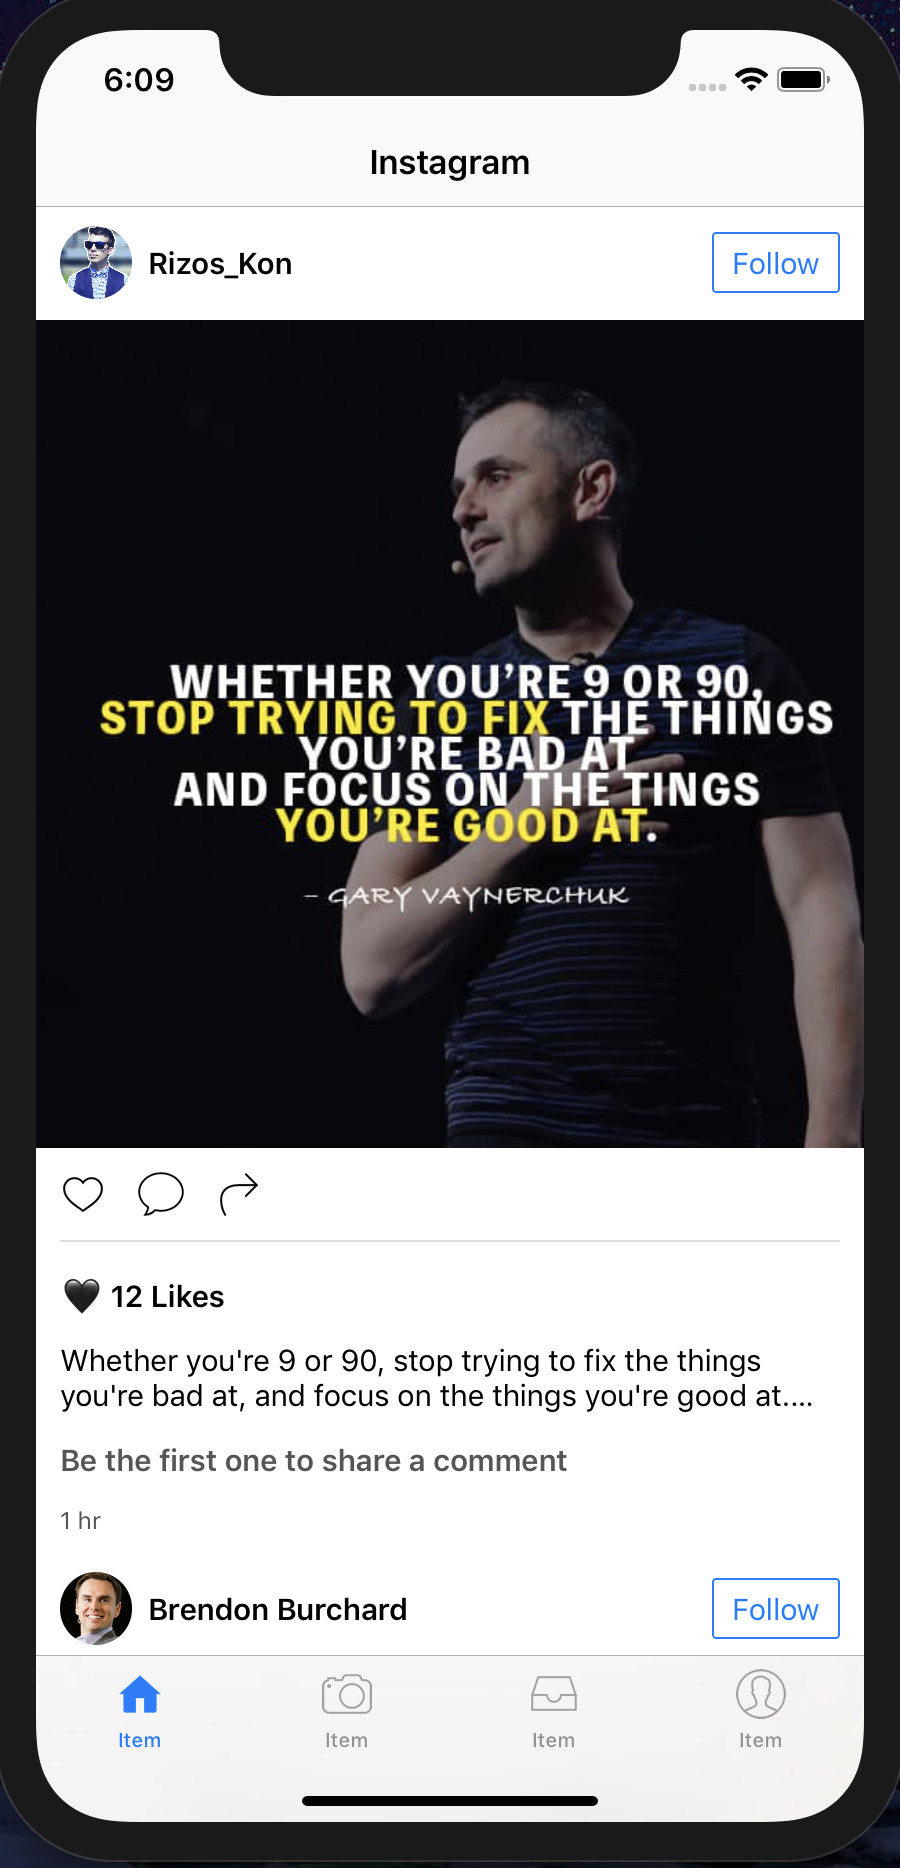 6:09
Instagram
Rizos_Kon
Follow
WHETHER YOU’RE 9 OR 90,
STOP TRYING TO FIX THE THINGS
YOU’RE BAD AT
AND FOCUS ON THE TINGS
YOU’RE GOOD AT.
– GARY VAYNERCHUK
12 Likes
Whether you're 9 or 90, stop trying to fix the things
you're bad at, and focus on the things you're good at....
Be the first one to share a comment
1 hr
Brendon Burchard
Follow
Item
Item
Item
Item